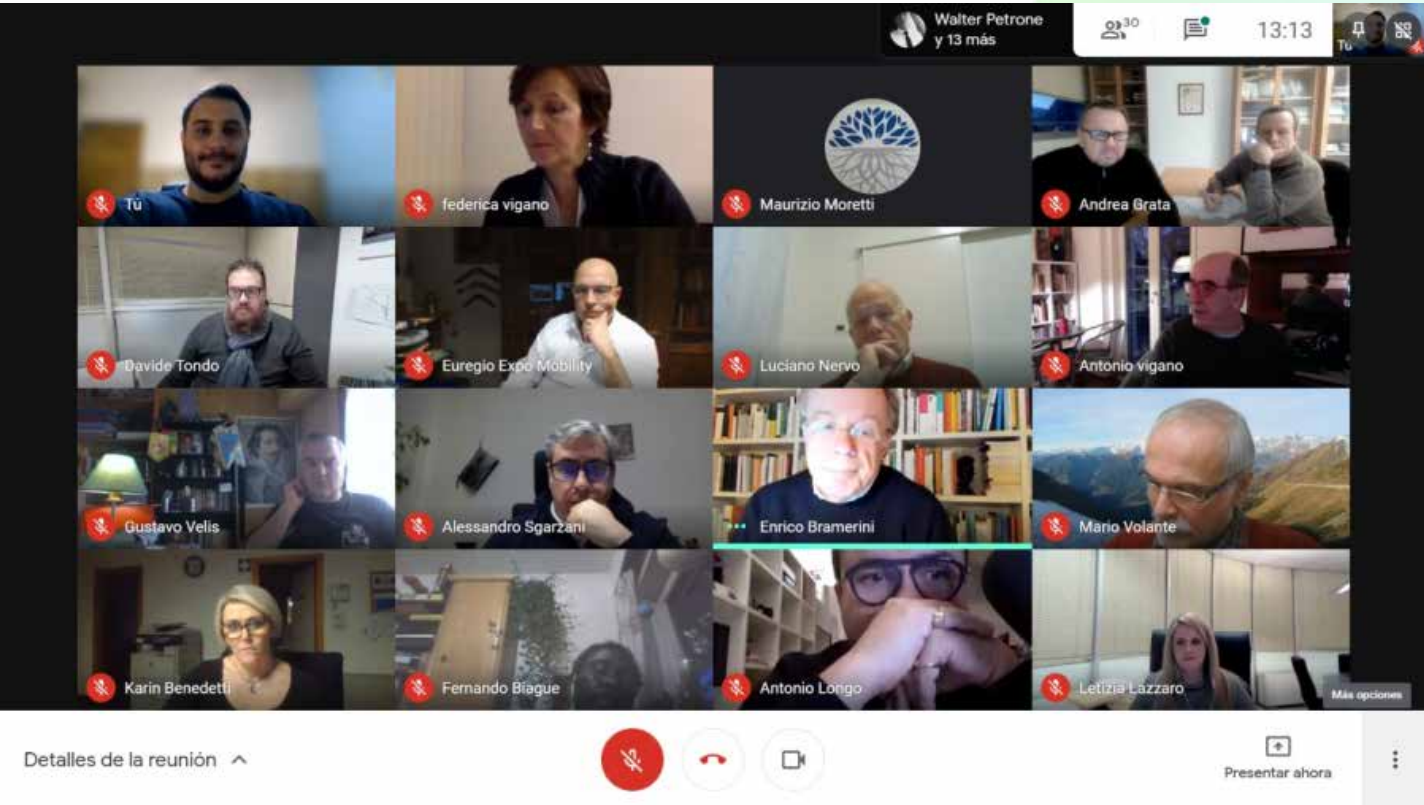 Walter Petrone
y 13 más
30
13:13
Tú
Tú
federica vigano
Maurizio Moretti
Andrea Grata
Davide Tondo
Euregio Expo Mobility
Luciano Nervo
Antonio vigano
Gustavo Velis
Alessandro Sgarzani
Enrico Bramerini
Mario Volante
Karin Benedetti
Fernando Biague
Antonio Longo
Letizia Lazzaro
Más opciones
Detalles de la reunión
Presentar ahora